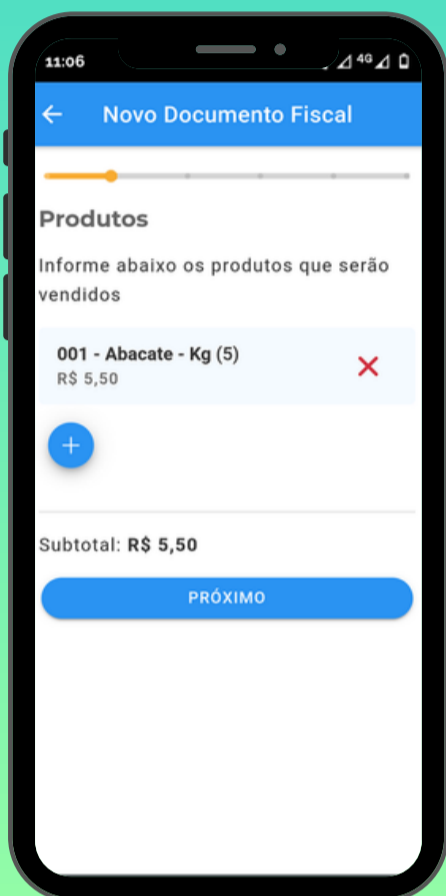 11:06
4G
Novo Documento Fiscal
Produtos
Informe abaixo os produtos que serão
vendidos
001 - Abacate - Kg (5)
R$ 5,50
Subtotal: R$ 5,50
PRÓXIMO